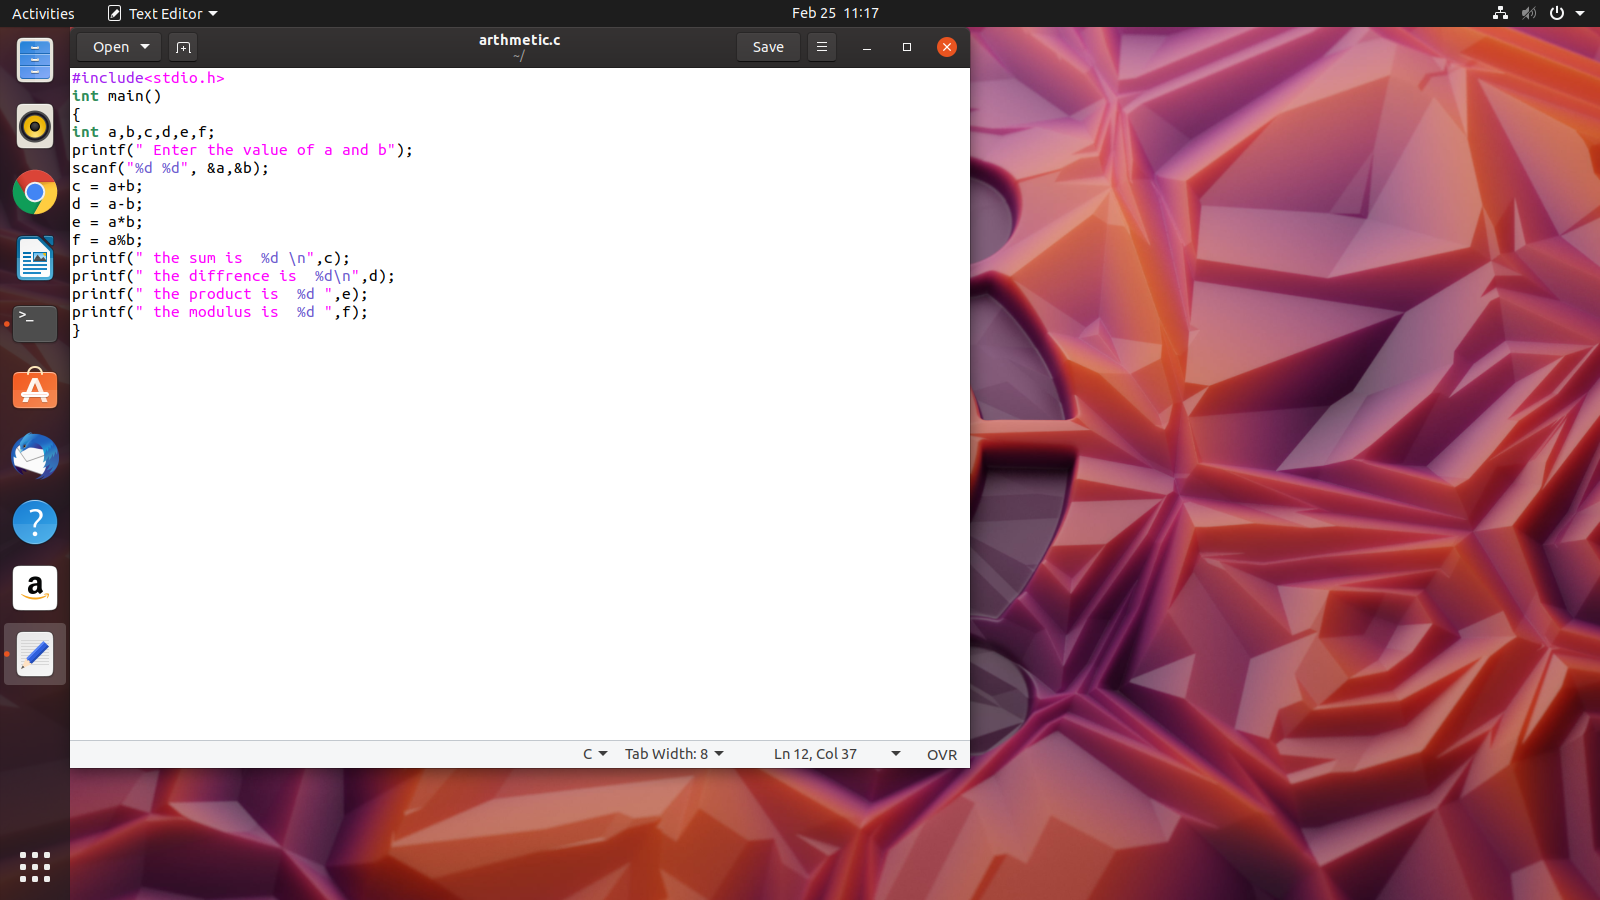 Activities
Text Editor
Feb 25 11:17
Open
arthmetic.c
~/
Save
#include<stdio.h>
int main()
{
int a,b,c,d,e,f;
printf(" Enter the value of a and b");
scanf("%d %d", &a,&b);
c = a+b;
d = a-b;
e = a*b;
f = a%b;
printf(" the sum is  %d \n",c);
printf(" the diffrence is  %d\n",d);
printf(" the product is  %d ",e);
printf(" the modulus is  %d ",f);
}
>_
A
?
a
C
Tab Width: 8
Ln 12, Col 37
OVR